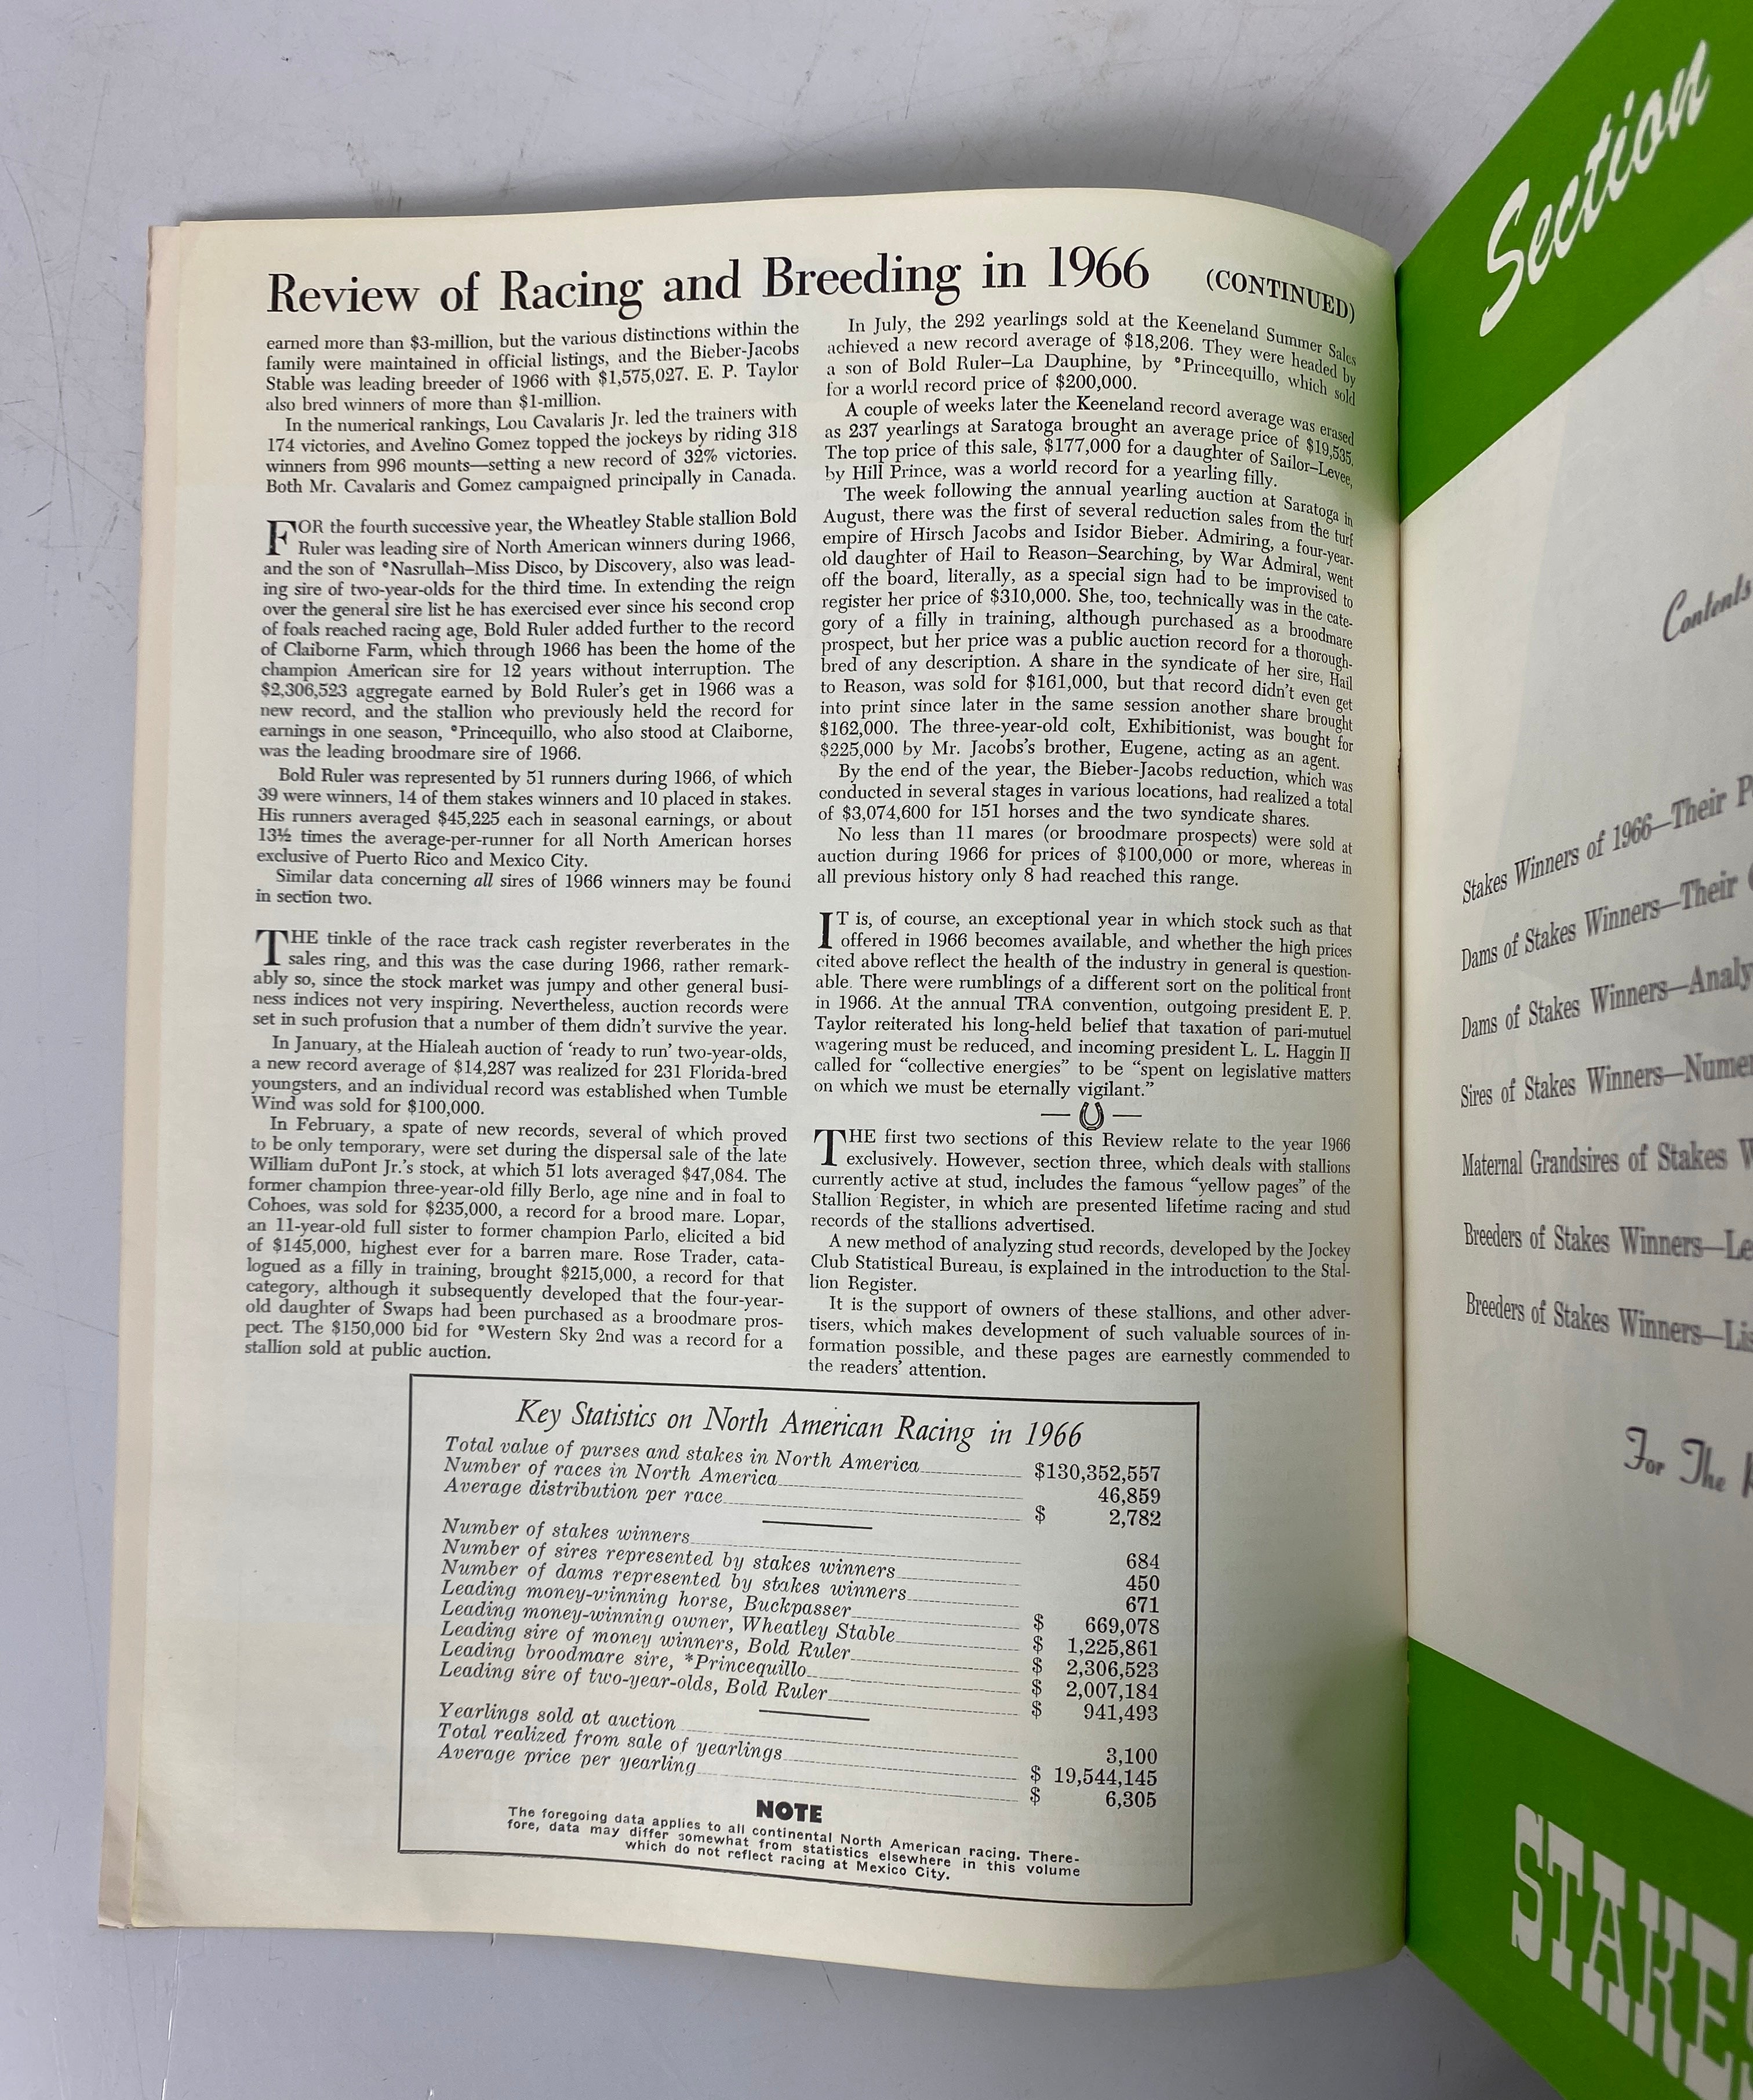 Review of Racing and Breeding in 1966 (CONTINUED)
earned more than $3-million, but the various distinctions within the
family were maintained in official listings, and the Bieber-Jacobs
Stable was leading breeder of 1966 with $1,575,027. E. P. Taylor
also bred winners of more than $1-million.
In the numerical rankings, Lou Cavalaris Jr. led the trainers with
174 victories, and Avelino Gomez topped the jockeys by riding 318
winners from 996 mounts—setting a new record of 32% victories.
Both Mr. Cavalaris and Gomez campaigned principally in Canada.
FOR the fourth successive year, the Wheatley Stable stallion Bold
Ruler was leading sire of North American winners during 1966,
and the son of *Nasrullah–Miss Disco, by Discovery, also was lead-
ing sire of two-year-olds for the third time. In extending the reign
over the general sire list he has exercised ever since his second crop
of foals reached racing age, Bold Ruler added further to the record
of Claiborne Farm, which through 1966 has been the home of the
champion American sire for 12 years without interruption. The
$2,306,523 aggregate earned by Bold Ruler's get in 1966 was a
new record, and the stallion who previously held the record for
earnings in one season, *Princequillo, who also stood at Claiborne,
was the leading broodmare sire of 1966.
Bold Ruler was represented by 51 runners during 1966, of which
39 were winners, 14 of them stakes winners and 10 placed in stakes.
His runners averaged $45,225 each in seasonal earnings, or about
13½ times the average-per-runner for all North American horses
exclusive of Puerto Rico and Mexico City.
Similar data concerning all sires of 1966 winners may be found
in section two.
THE tinkle of the race track cash register reverberates in the
sales ring, and this was the case during 1966, rather remark-
ably so, since the stock market was jumpy and other general busi-
ness indices not very inspiring. Nevertheless, auction records were
set in such profusion that a number of them didn't survive the year.
In January, at the Hialeah auction of 'ready to run' two-year-olds,
a new record average of $14,287 was realized for 231 Florida-bred
youngsters, and an individual record was established when Tumble
Wind was sold for $100,000.
In February, a spate of new records, several of which proved
to be only temporary, were set during the dispersal sale of the late
William duPont Jr.'s stock, at which 51 lots averaged $47,084. The
former champion three-year-old filly Berlo, age nine and in foal to
Cohoes, was sold for $235,000, a record for a brood mare. Lopar,
an 11-year-old full sister to former champion Parlo, elicited a bid
of $145,000, highest ever for a barren mare. Rose Trader, cata-
logued as a filly in training, brought $215,000, a record for that
category, although it subsequently developed that the four-year-
old daughter of Swaps had been purchased as a broodmare pros-
pect. The $150,000 bid for *Western Sky 2nd was a record for a
stallion sold at public auction.
In July, the 292 yearlings sold at the Keeneland Summer Sales
achieved a new record average of $18,206. They were headed by
a son of Bold Ruler–La Dauphine, by *Princequillo, which sold
for a world record price of $200,000.
A couple of weeks later the Keeneland record average was erased
as 237 yearlings at Saratoga brought an average price of $19,535.
The top price of this sale, $177,000 for a daughter of Sailor–Levee,
by Hill Prince, was a world record for a yearling filly.
The week following the annual yearling auction at Saratoga in
August, there was the first of several reduction sales from the turf
empire of Hirsch Jacobs and Isidor Bieber. Admiring, a four-year-
old daughter of Hail to Reason–Searching, by War Admiral, went
off the board, literally, as a special sign had to be improvised to
register her price of $310,000. She, too, technically was in the cate-
gory of a filly in training, although purchased as a broodmare
prospect, but her price was a public auction record for a thorough-
bred of any description. A share in the syndicate of her sire, Hail
to Reason, was sold for $161,000, but that record didn't even get
into print since later in the same session another share brought
$162,000. The three-year-old colt, Exhibitionist, was bought for
$225,000 by Mr. Jacobs's brother, Eugene, acting as an agent.
By the end of the year, the Bieber-Jacobs reduction, which was
conducted in several stages in various locations, had realized a total
of $3,074,600 for 151 horses and the two syndicate shares.
No less than 11 mares (or broodmare prospects) were sold at
auction during 1966 for prices of $100,000 or more, whereas in
all previous history only 8 had reached this range.
IT is, of course, an exceptional year in which stock such as that
offered in 1966 becomes available, and whether the high prices
cited above reflect the health of the industry in general is question-
able. There were rumblings of a different sort on the political front
in 1966. At the annual TRA convention, outgoing president E. P.
Taylor reiterated his long-held belief that taxation of pari-mutuel
wagering must be reduced, and incoming president L. L. Haggin II
called for "collective energies" to be "spent on legislative matters
on which we must be eternally vigilant."
THE first two sections of this Review relate to the year 1966
exclusively. However, section three, which deals with stallions
currently active at stud, includes the famous "yellow pages" of the
Stallion Register, in which are presented lifetime racing and stud
records of the stallions advertised.
A new method of analyzing stud records, developed by the Jockey
Club Statistical Bureau, is explained in the introduction to the Stal-
lion Register.
It is the support of owners of these stallions, and other adver-
tisers, which makes development of such valuable sources of in-
formation possible, and these pages are earnestly commended to
the readers' attention.
Key Statistics on North American Racing in 1966
Total value of purses and stakes in North America $130,352,557
Number of races in North America 46,859
Average distribution per race $ 2,782
Number of stakes winners 684
Number of sires represented by stakes winners 450
Number of dams represented by stakes winners 671
Leading money-winning horse, Buckpasser $ 669,078
Leading money-winning owner, Wheatley Stable $ 1,225,861
Leading sire of money winners, Bold Ruler $ 2,306,523
Leading broodmare sire, *Princequillo $ 2,007,184
Leading sire of two-year-olds, Bold Ruler $ 941,493
Yearlings sold at auction 3,100
Total realized from sale of yearlings $ 19,544,145
Average price per yearling $ 6,305
NOTE
The foregoing data applies to all continental North American racing. There-
fore, data may differ somewhat from statistics elsewhere in this volume
which do not reflect racing at Mexico City.
Section
Contents
Stakes Winners of 1966—Their
Dams of Stakes Winners—Their
Dams of Stakes Winners—
Sires of Stakes Winners—
Maternal Grandsires of Stakes
Breeders of Stakes Winners—
Breeders of Stakes Winners—
For The
STAKES